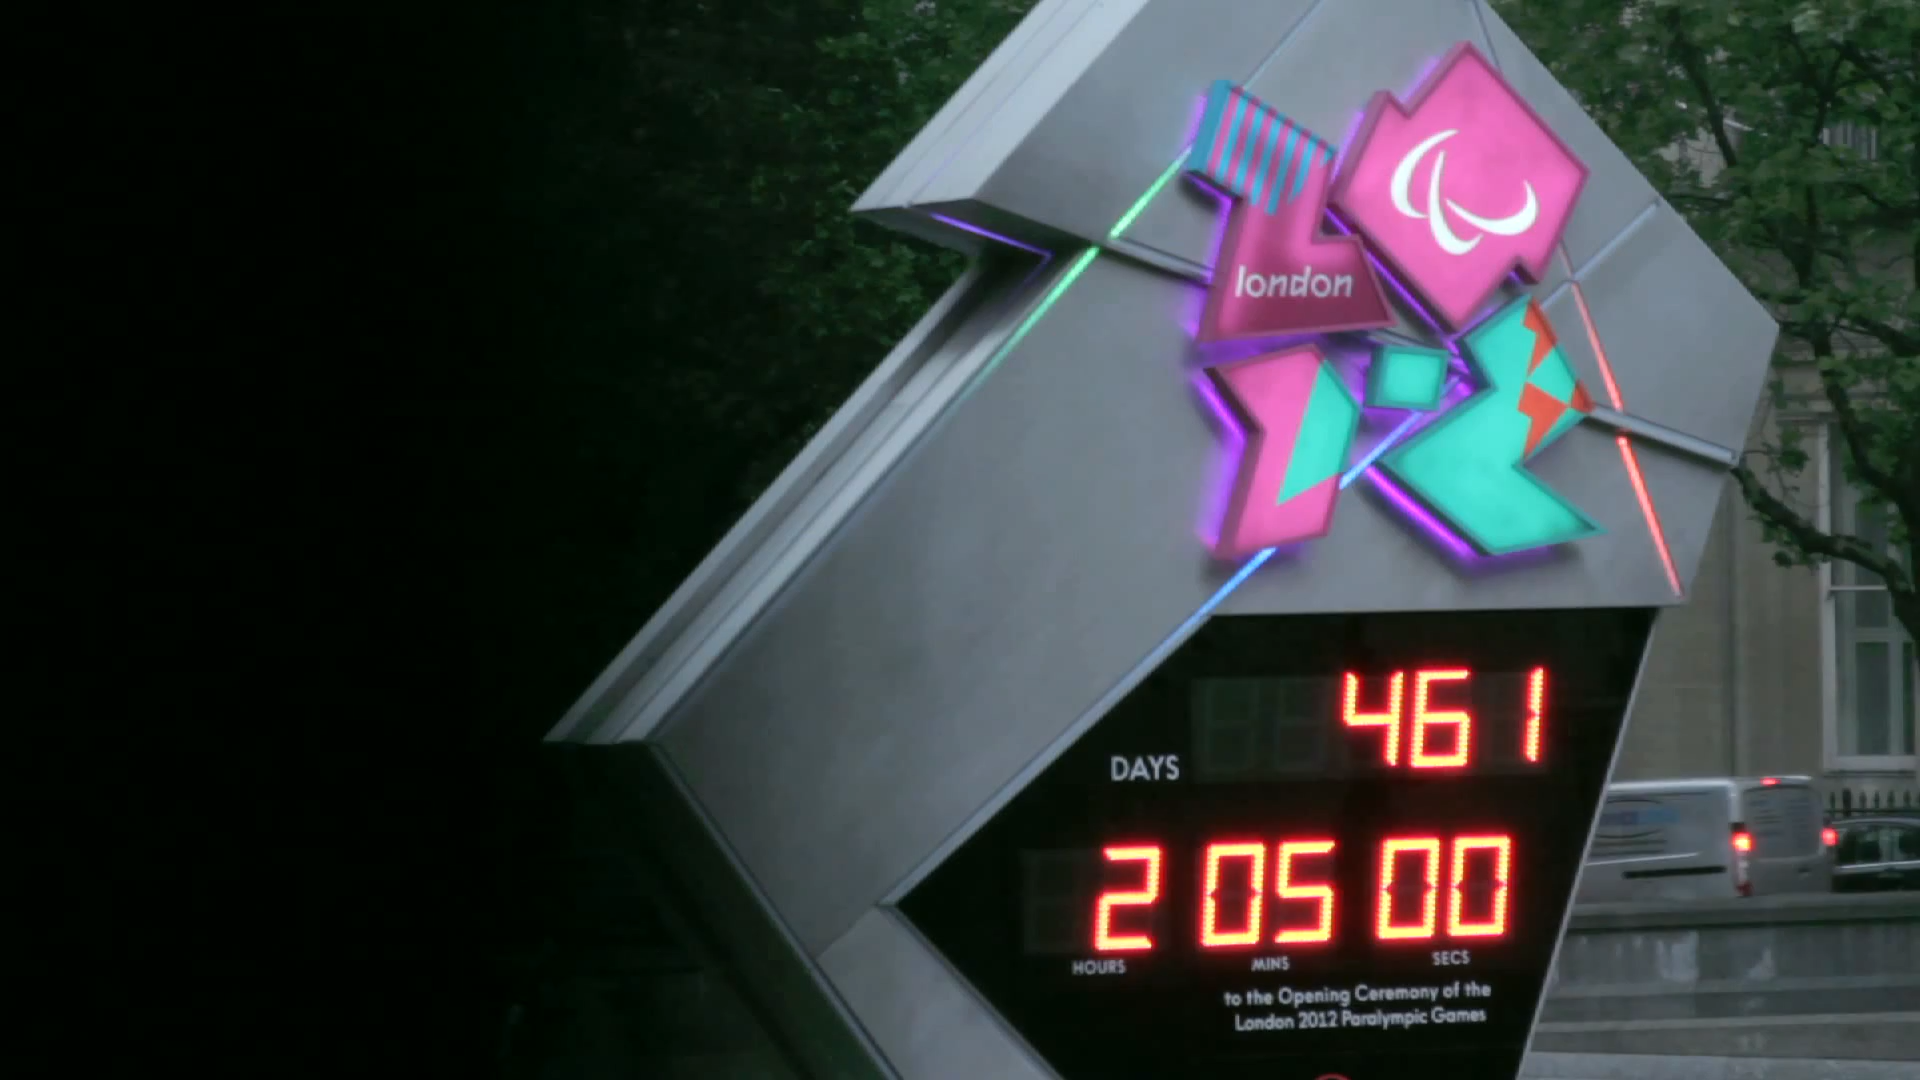 london
461
DAYS
2 05 00
HOURS MINS SECS
to the Opening Ceremony of the
London 2012 Paralympic Games